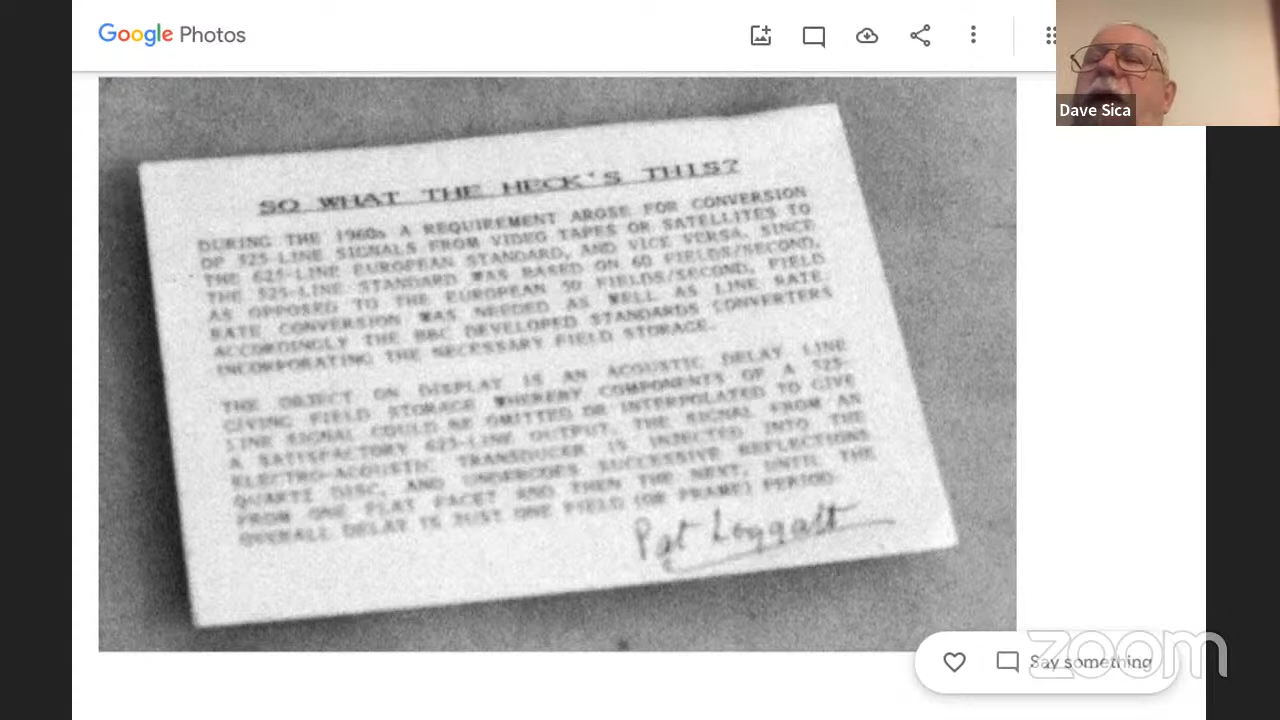 Google Photos
Dave Sica
SO WHAT THE HECK'S THIS?
DURING THE 1960s A REQUIREMENT AROSE FOR CONVERSION
OF 525-LINE SIGNALS FROM VIDEO TAPES OR SATELLITES TO
THE 625-LINE EUROPEAN STANDARD, AND VICE VERSA. SINCE
THE 525-LINE STANDARD WAS BASED ON 60 FIELDS/SECOND,
AS OPPOSED TO THE EUROPEAN 50 FIELDS/SECOND, FIELD
RATE CONVERSION WAS NEEDED AS WELL AS LINE RATE.
ACCORDINGLY THE BBC DEVELOPED STANDARDS CONVERTERS
INCORPORATING THE NECESSARY FIELD STORAGE.
THE OBJECT ON DISPLAY IS AN ACOUSTIC DELAY LINE
GIVING FIELD STORAGE WHEREBY COMPONENTS OF A 525-
LINE SIGNAL COULD BE OMITTED OR INTERPOLATED TO GIVE
A SATISFACTORY 625-LINE OUTPUT. THE SIGNAL FROM AN
ELECTRO-ACOUSTIC TRANSDUCER IS INJECTED INTO THE
QUARTZ DISC, AND UNDERGOES SUCCESSIVE REFLECTIONS
FROM ONE FLAT FACET AND THEN THE NEXT, UNTIL THE
OVERALL DELAY IS JUST ONE FIELD (OR FRAME) PERIOD.
Pat Leggatt
Say something
zoom